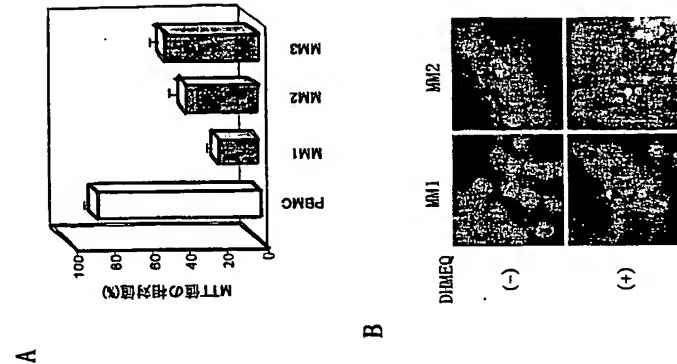 A
MTT値の相対値(%)
100
80
60
40
20
0
PBMC
MM1
MM2
MM3
B
DHMEQ
MM1
MM2
(-)
(+)